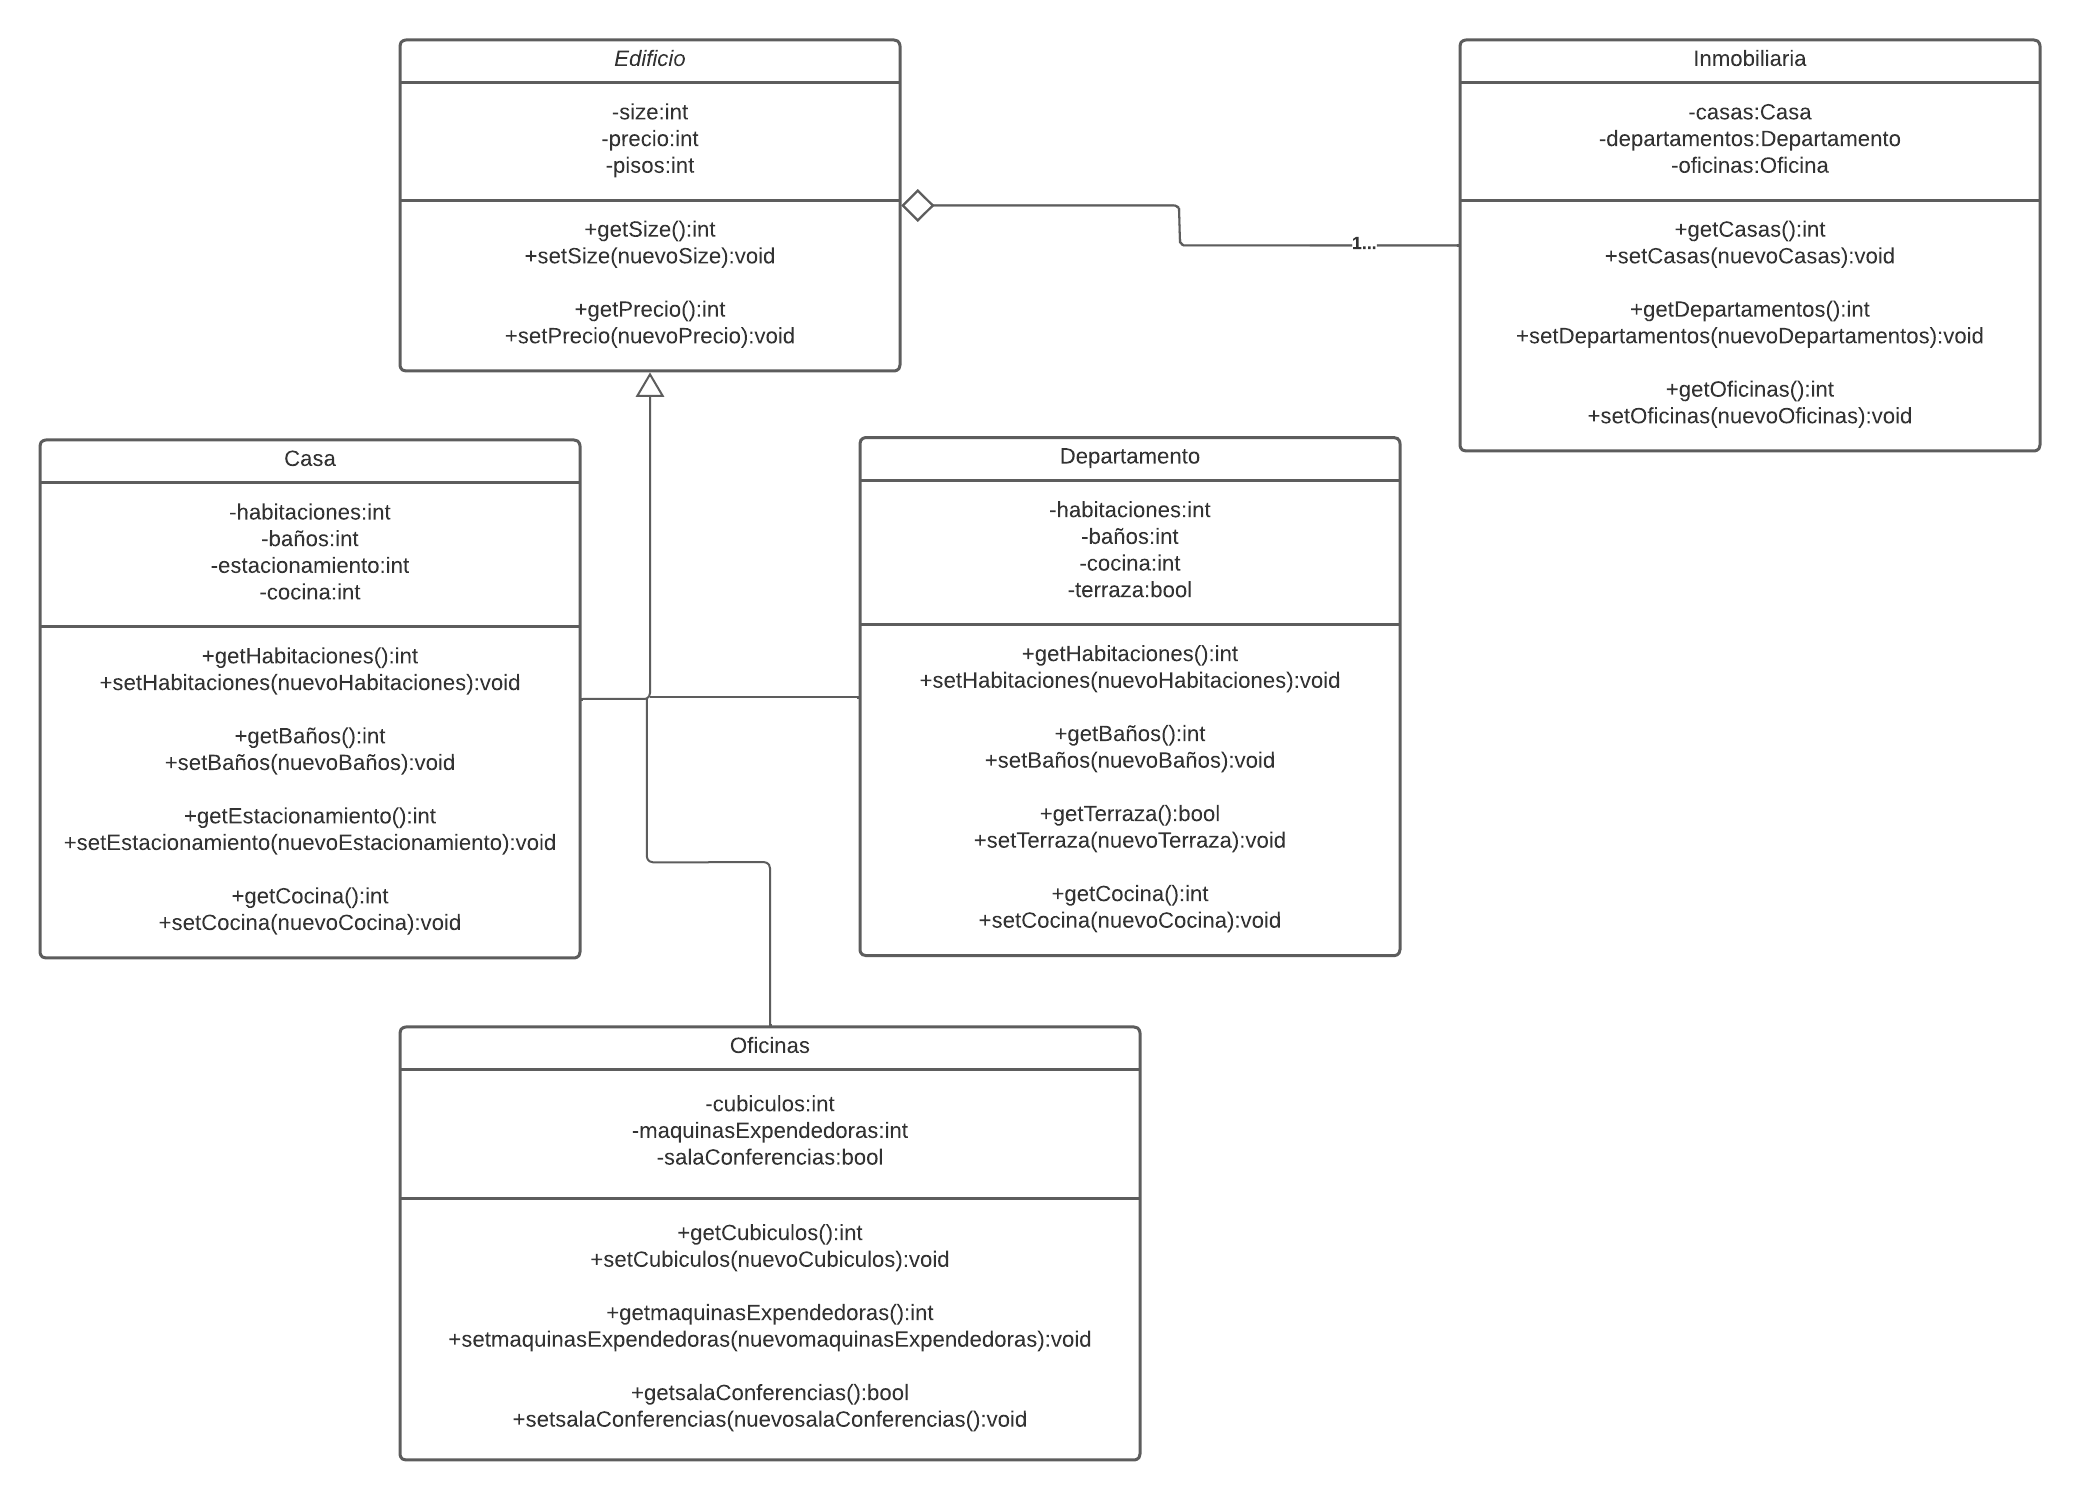 Edificio
-size:int
-precio:int
-pisos:int
+getSize():int
+setSize(nuevoSize):void
+getPrecio():int
+setPrecio(nuevoPrecio):void
Inmobiliaria
-casas:Casa
-departamentos:Departamento
-oficinas:Oficina
+getCasas():int
+setCasas(nuevoCasas):void
+getDepartamentos():int
+setDepartamentos(nuevoDepartamentos):void
+getOficinas():int
+setOficinas(nuevoOficinas):void
1...
Casa
-habitaciones:int
-baños:int
-estacionamiento:int
-cocina:int
+getHabitaciones():int
+setHabitaciones(nuevoHabitaciones):void
+getBaños():int
+setBaños(nuevoBaños):void
+getEstacionamiento():int
+setEstacionamiento(nuevoEstacionamiento):void
+getCocina():int
+setCocina(nuevoCocina):void
Departamento
-habitaciones:int
-baños:int
-cocina:int
-terraza:bool
+getHabitaciones():int
+setHabitaciones(nuevoHabitaciones):void
+getBaños():int
+setBaños(nuevoBaños):void
+getTerraza():bool
+setTerraza(nuevoTerraza):void
+getCocina():int
+setCocina(nuevoCocina):void
Oficinas
-cubiculos:int
-maquinasExpendedoras:int
-salaConferencias:bool
+getCubiculos():int
+setCubiculos(nuevoCubiculos):void
+getmaquinasExpendedoras():int
+setmaquinasExpendedoras(nuevomaquinasExpendedoras):void
+getsalaConferencias():bool
+setsalaConferencias(nuevosalaConferencias():void